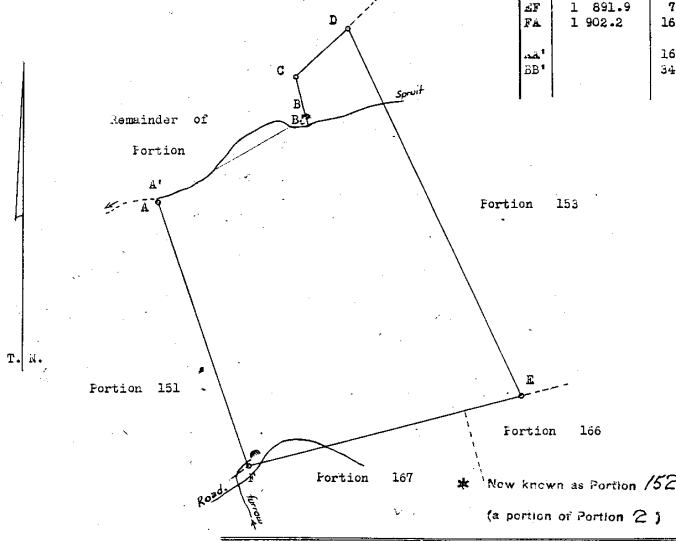 EF 1 891.9 7
FA 1 902.2 16
AA' 16
BB' 34
D
C
B
B'
Spruit
Remainder of
Portion
A'
A
Portion 153
T. N.
Portion 151
E
Portion 166
F
Portion 167
Road.
furrow
* Now known as Portion 152
(a portion of Portion 2)